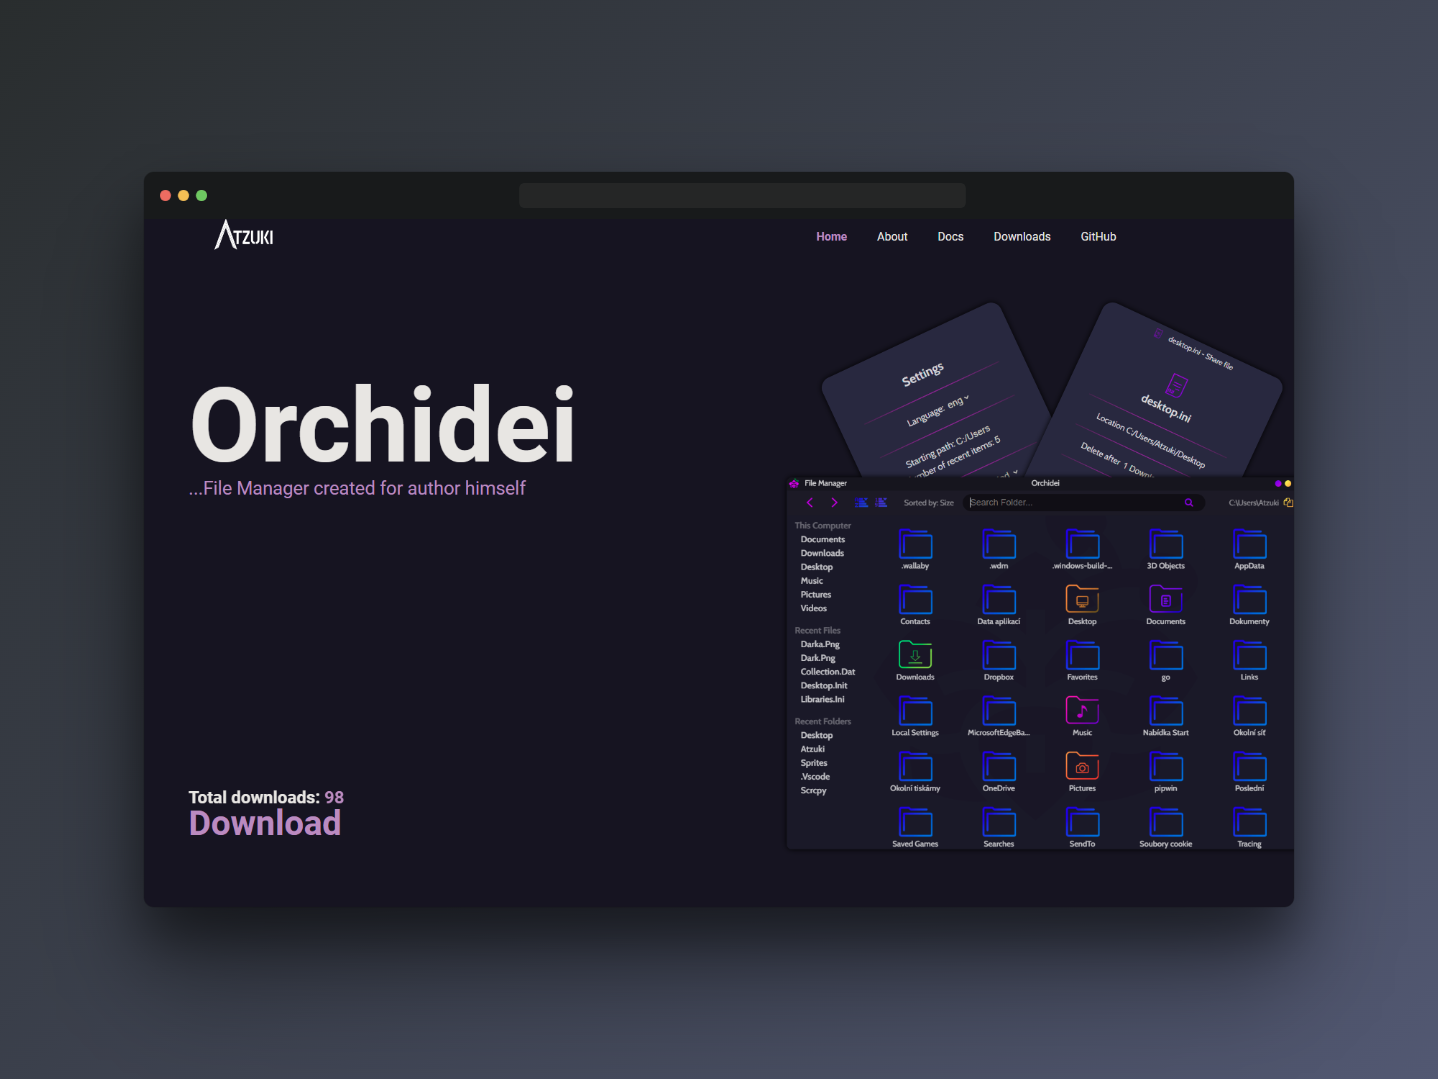 ATZUKI
Home About Docs Downloads GitHub
Orchidei
...File Manager created for author himself
Total downloads: 98
Download
Settings
Language: eng
Starting path: C:/Users
mber of recent items: 5
desktop.ini - Share file
desktop.ini
Location C:/Users/Atzuki/Desktop
Delete after 1 Downl
File Manager
Orchidei
Sorted by: Size
Search Folder...
C:\Users\Atzuki
This Computer
Documents
Downloads
Desktop
Music
Pictures
Videos
Recent Files
Darka.Png
Dark.Png
Collection.Dat
Desktop.Init
Libraries.Ini
Recent Folders
Desktop
Atzuki
Sprites
.Vscode
Scrcpy
.wallaby .wdm .windows-build-... 3D Objects AppData
Contacts Data aplikací Desktop Documents Dokumenty
Downloads Dropbox Favorites go Links
Local Settings MicrosoftEdgeBa... Music Nabídka Start Okolní síť
Okolní tiskárny OneDrive Pictures pipwin Poslední
Saved Games Searches SendTo Soubory cookie Tracing